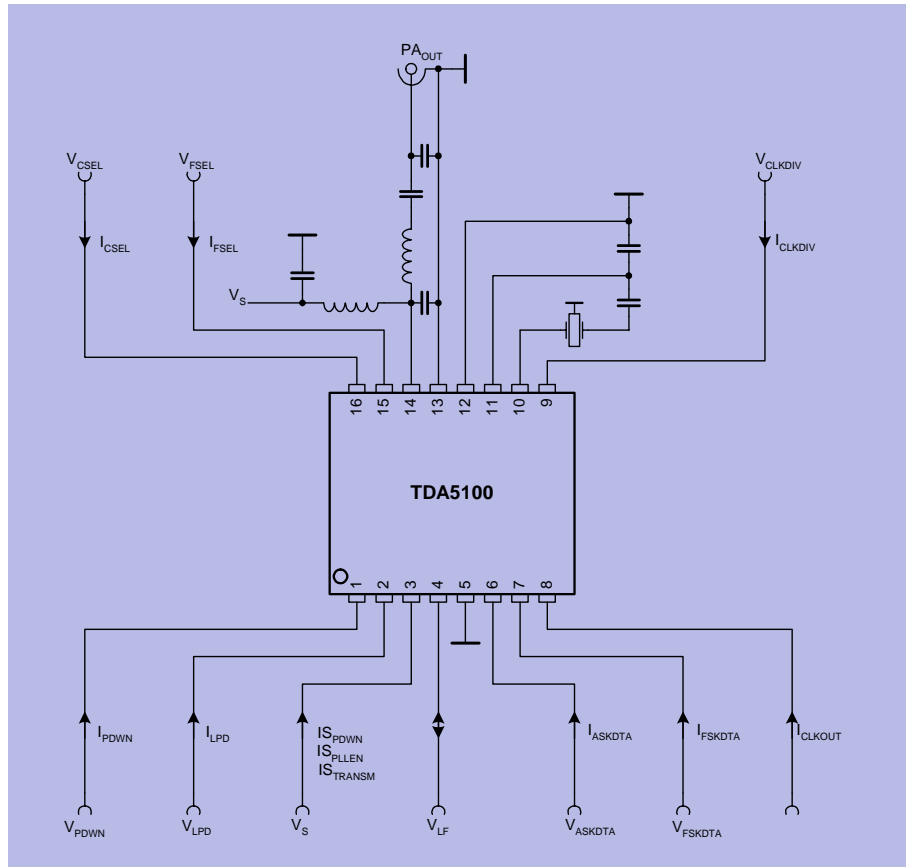 PA_OUT
V_CSEL
V_FSEL
V_CLKDIV
I_CSEL
I_FSEL
I_CLKDIV
V_S
16 15 14 13 12 11 10 9
TDA5100
1 2 3 4 5 6 7 8
I_PDWN
I_LPD
IS_PDWN
IS_PLLEN
IS_TRANSM
I_ASKDTA
I_FSKDTA
I_CLKOUT
V_PDWN
V_LPD
V_S
V_LF
V_ASKDTA
V_FSKDTA